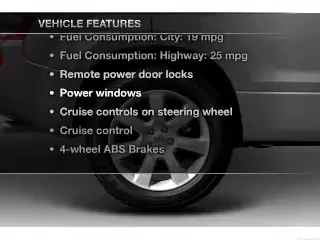 VEHICLE FEATURES
• Fuel Consumption: City: 19 mpg
• Fuel Consumption: Highway: 25 mpg
• Remote power door locks
• Power windows
• Cruise controls on steering wheel
• Cruise control
• 4-wheel ABS Brakes